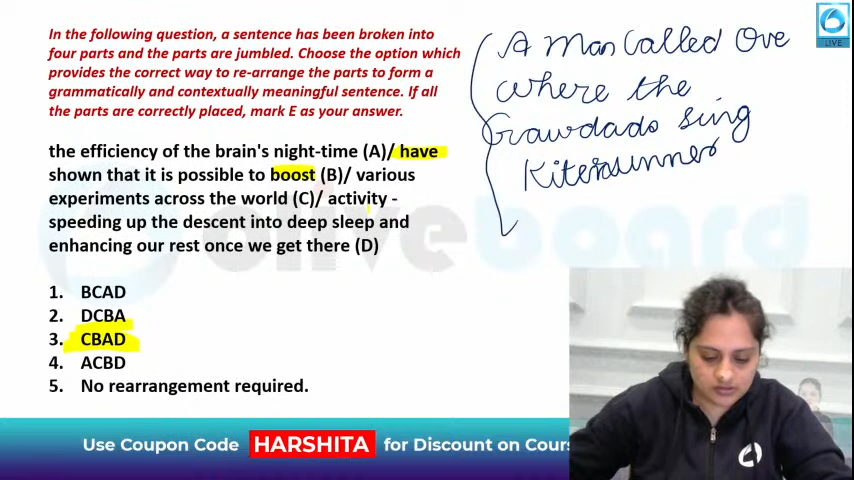 In the following question, a sentence has been broken into
four parts and the parts are jumbled. Choose the option which
provides the correct way to re-arrange the parts to form a
grammatically and contextually meaningful sentence. If all
the parts are correctly placed, mark E as your answer.
the efficiency of the brain's night-time (A)/ have
shown that it is possible to boost (B)/ various
experiments across the world (C)/ activity -
speeding up the descent into deep sleep and
enhancing our rest once we get there (D)
1. BCAD
2. DCBA
3. CBAD
4. ACBD
5. No rearrangement required.
A Man Called Ove
where the
Crawdads sing
Kiterunner
LIVE
oliveboard
Use Coupon Code HARSHITA for Discount on Cours